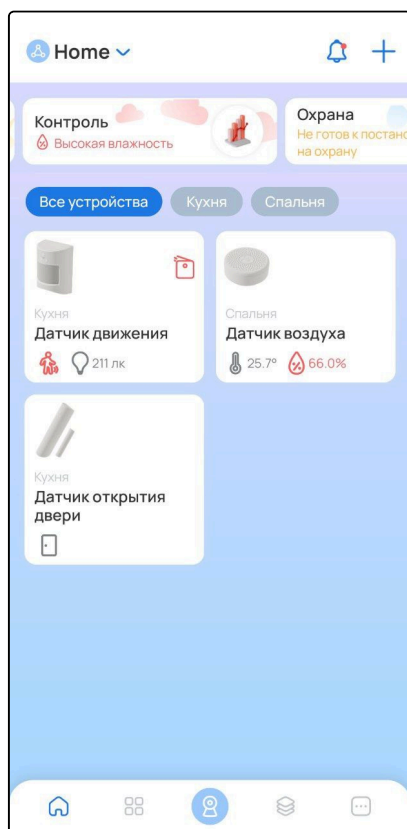 Home
Контроль
Высокая влажность
Охрана
Не готов к постано
на охрану
Все устройства
Кухня
Спальня
Кухня
Датчик движения
211 лк
Спальня
Датчик воздуха
25.7°
66.0%
Кухня
Датчик открытия
двери